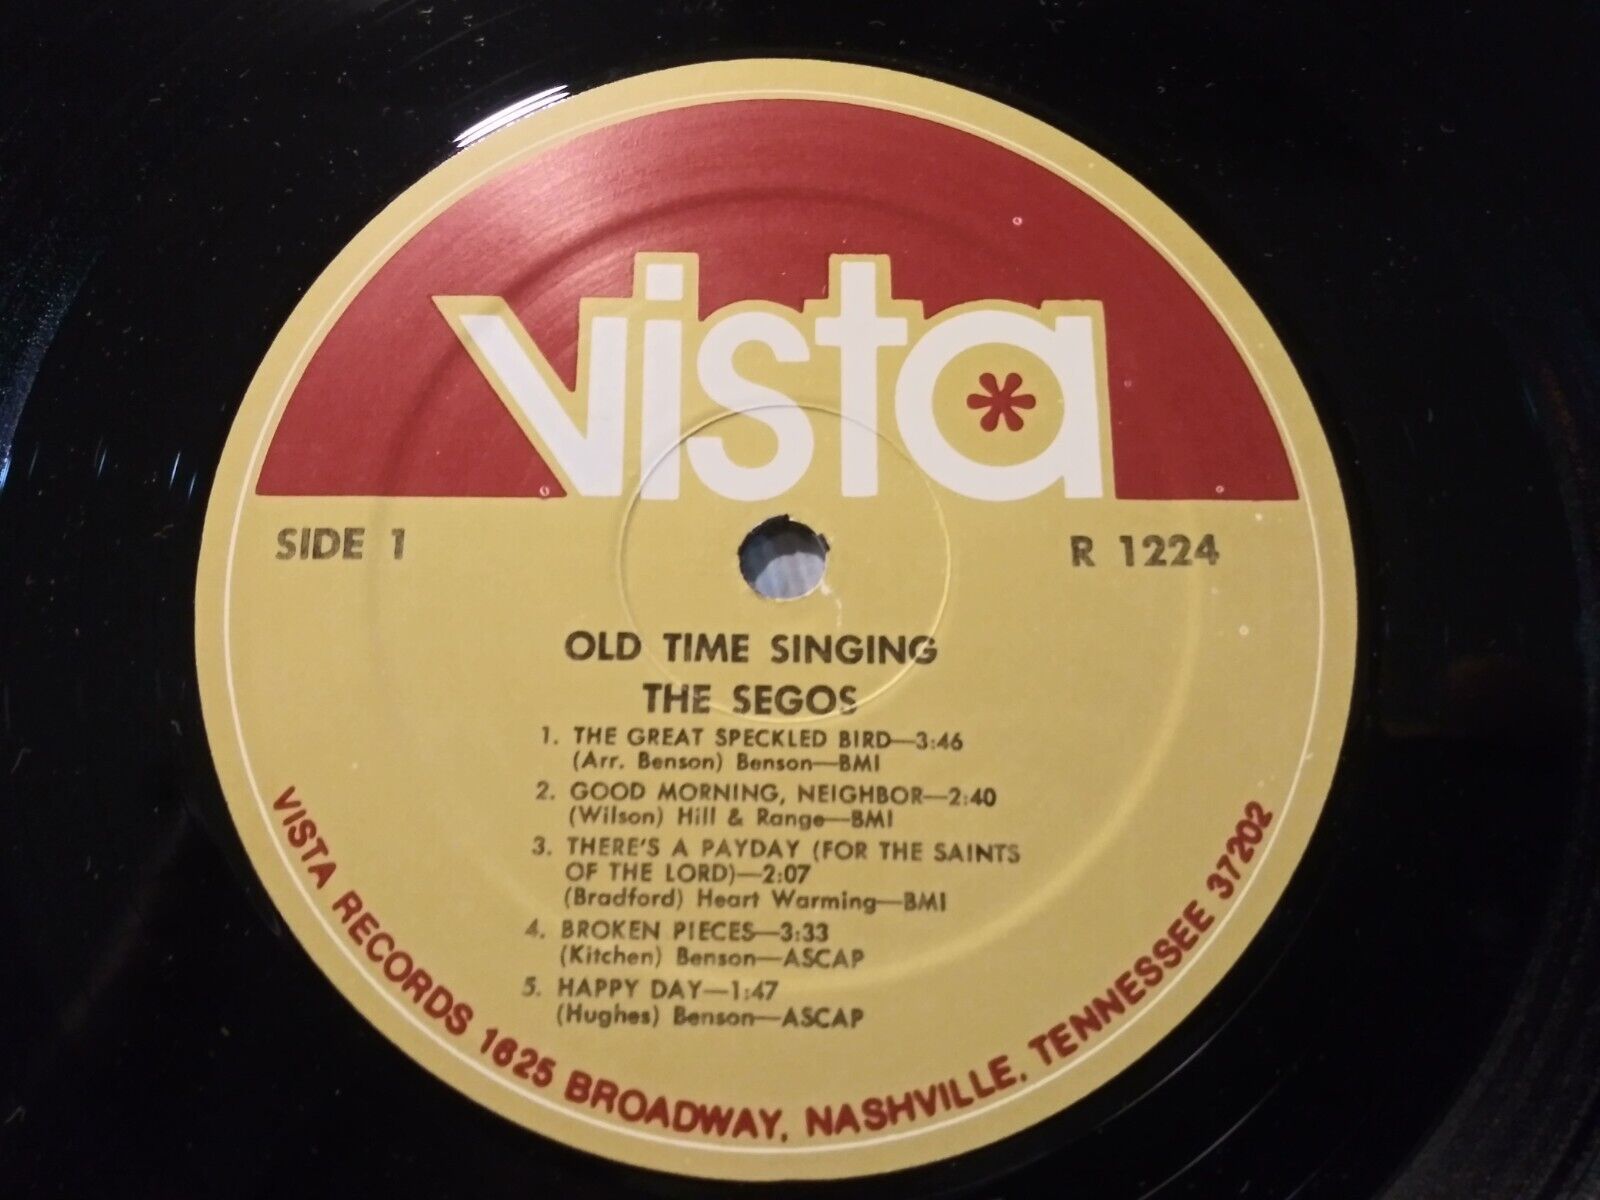 vista
SIDE 1
R 1224
OLD TIME SINGING
THE SEGOS
1. THE GREAT SPECKLED BIRD—3:46
(Arr. Benson) Benson—BMI
2. GOOD MORNING, NEIGHBOR—2:40
(Wilson) Hill & Range—BMI
3. THERE'S A PAYDAY (FOR THE SAINTS
OF THE LORD)—2:07
(Bradford) Heart Warming—BMI
4. BROKEN PIECES—3:33
(Kitchen) Benson—ASCAP
5. HAPPY DAY—1:47
(Hughes) Benson—ASCAP
VISTA RECORDS 1625 BROADWAY, NASHVILLE, TENNESSEE 37202